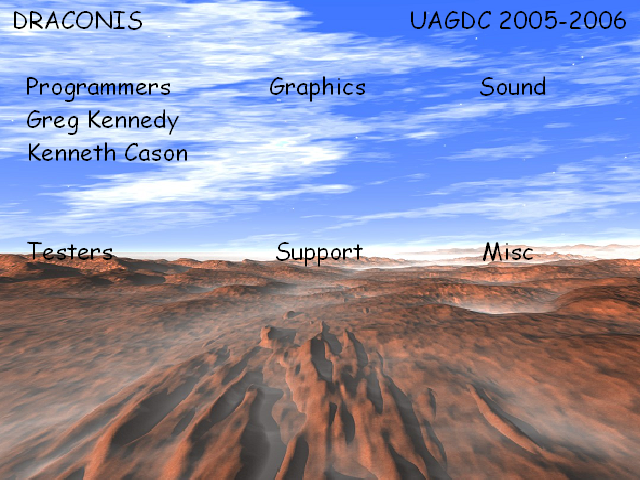 DRACONIS UAGDC 2005-2006
Programmers Graphics Sound
Greg Kennedy
Kenneth Cason
Testers Support Misc